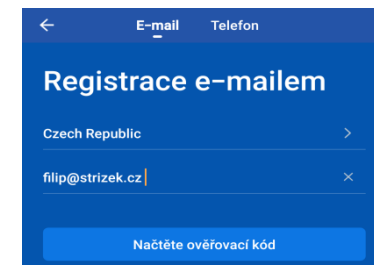 E-mail Telefon
Registrace e-mailem
Czech Republic
filip@strizek.cz
Načtěte ověřovací kód